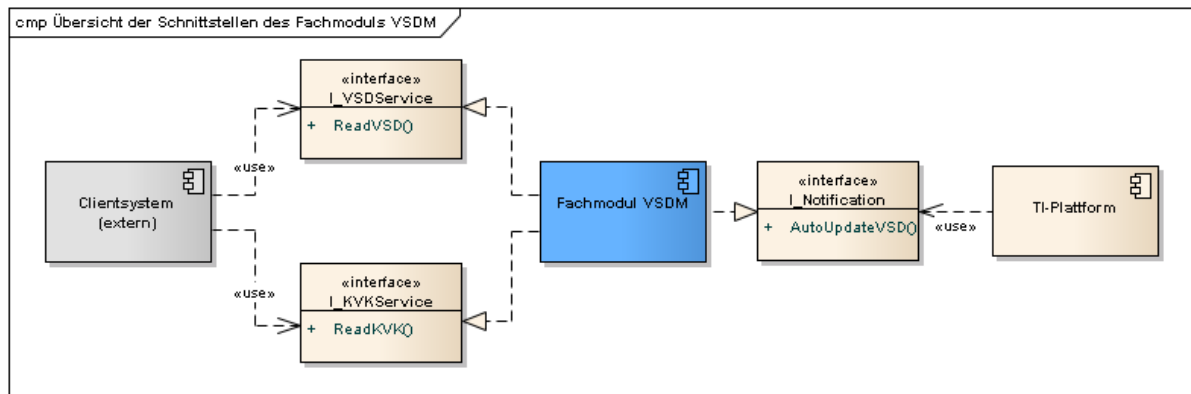 cmp Übersicht der Schnittstellen des Fachmoduls VSDM
«interface»
I_VSDService
+ ReadVSD()
«use»
Clientsystem
(extern)
«use»
«interface»
I_KVKService
+ ReadKVK()
Fachmodul VSDM
«interface»
I_Notification
+ AutoUpdateVSD()
«use»
TI-Plattform